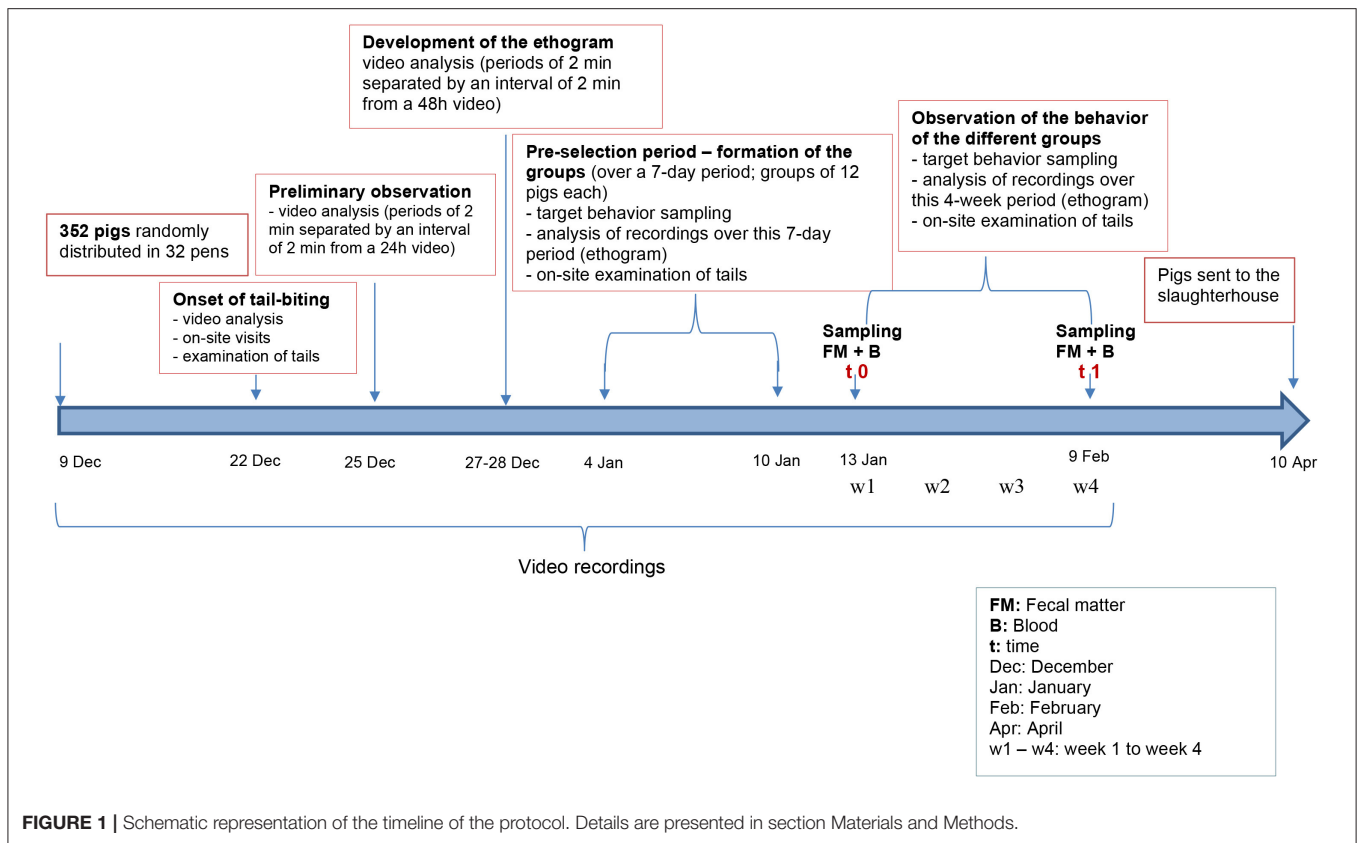 Development of the ethogram
video analysis (periods of 2 min
separated by an interval of 2 min
from a 48h video)
Observation of the behavior
of the different groups
- target behavior sampling
- analysis of recordings over
this 4-week period (ethogram)
- on-site examination of tails
Pre-selection period – formation of the
groups (over a 7-day period; groups of 12
pigs each)
- target behavior sampling
- analysis of recordings over this 7-day
period (ethogram)
- on-site examination of tails
Preliminary observation
- video analysis (periods of 2
min separated by an interval
of 2 min from a 24h video)
352 pigs randomly
distributed in 32 pens
Pigs sent to the
slaughterhouse
Onset of tail-biting
- video analysis
- on-site visits
- examination of tails
Sampling
FM + B
t 0
Sampling
FM + B
t 1
9 Dec
22 Dec
25 Dec
27-28 Dec
4 Jan
10 Jan
13 Jan
9 Feb
10 Apr
w1
w2
w3
w4
Video recordings
FM: Fecal matter
B: Blood
t: time
Dec: December
Jan: January
Feb: February
Apr: April
w1 – w4: week 1 to week 4
FIGURE 1 | Schematic representation of the timeline of the protocol. Details are presented in section Materials and Methods.